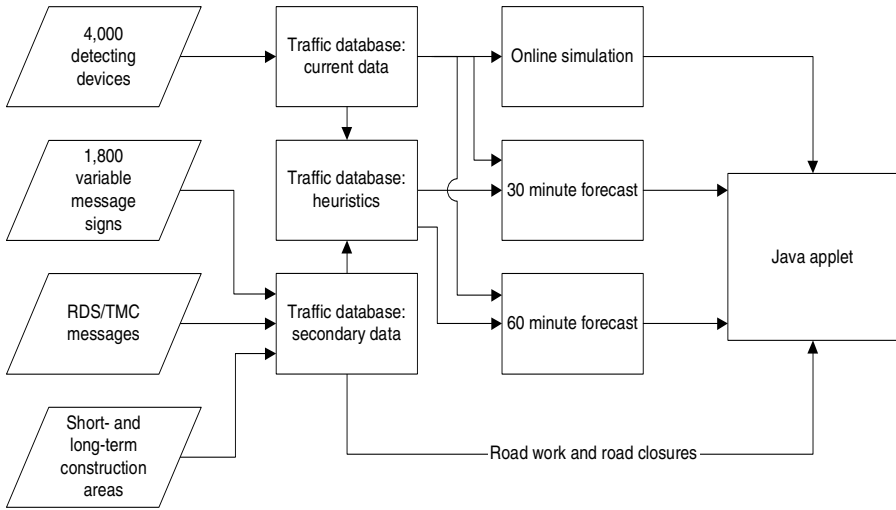 4,000
detecting
devices
Traffic database:
current data
Online simulation
1,800
variable
message
signs
Traffic database:
heuristics
30 minute forecast
Java applet
RDS/TMC
messages
Traffic database:
secondary data
60 minute forecast
Short- and
long-term
construction
areas
Road work and road closures